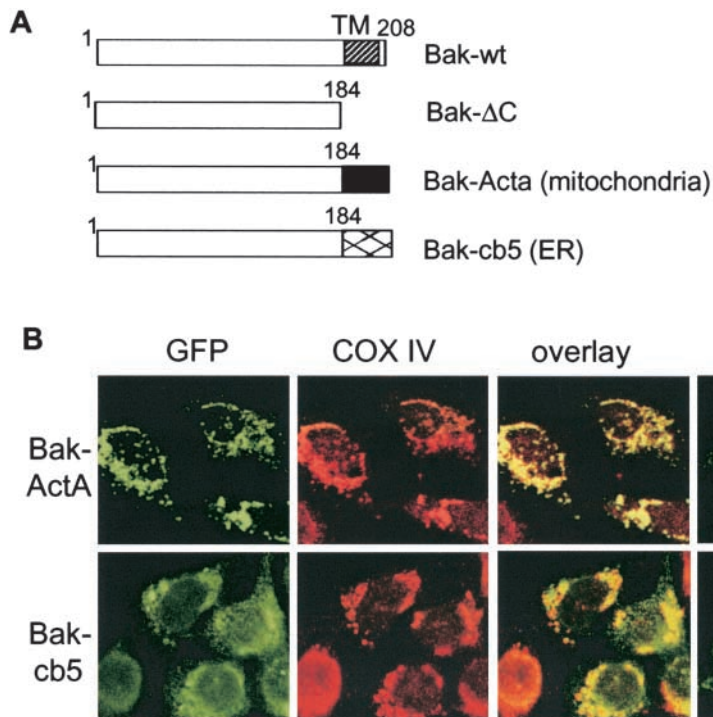 A
TM 208
1
Bak-wt
184
1
Bak-ΔC
184
1
Bak-Acta (mitochondria)
184
1
Bak-cb5 (ER)
B
GFP COX IV overlay
Bak-
ActA
Bak-
cb5